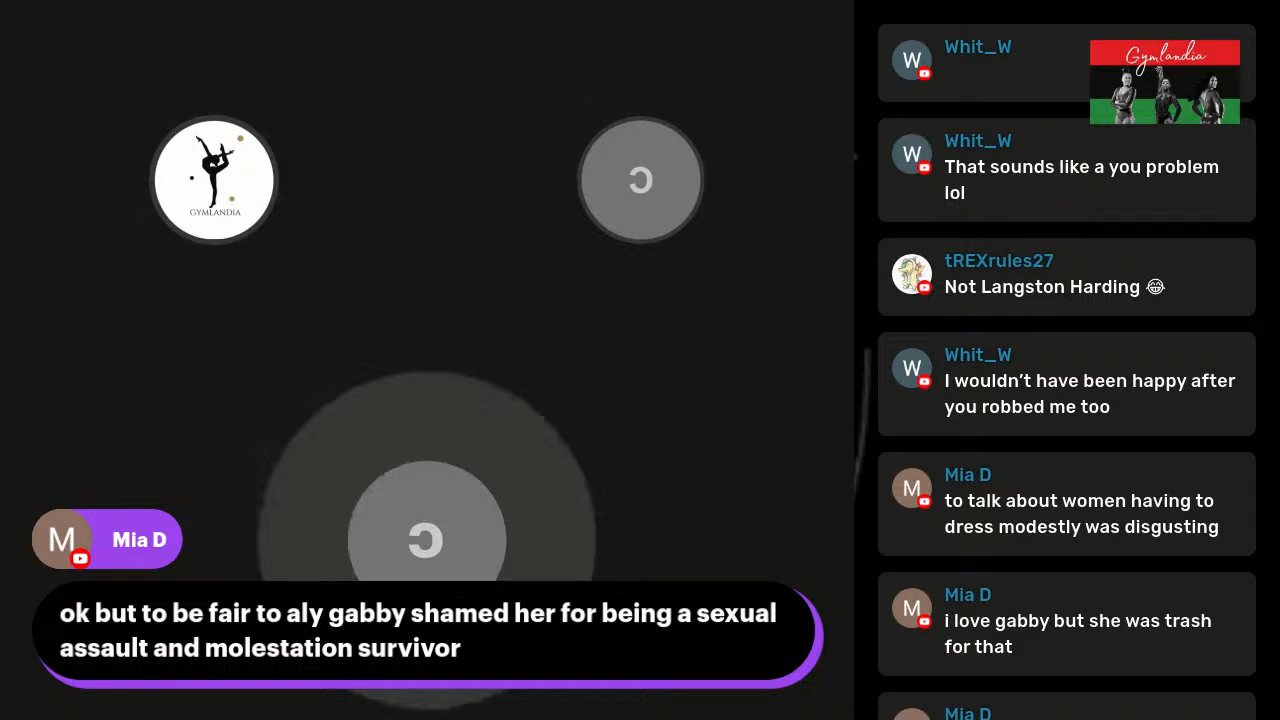 GYMLANDIA
Ɔ
Ɔ
M
Mia D
ok but to be fair to aly gabby shamed her for being a sexual
assault and molestation survivor
W
Whit_W
Gymlandia
W
Whit_W
That sounds like a you problem
lol
tREXrules27
Not Langston Harding 😂
W
Whit_W
I wouldn’t have been happy after
you robbed me too
M
Mia D
to talk about women having to
dress modestly was disgusting
M
Mia D
i love gabby but she was trash
for that
Mia D